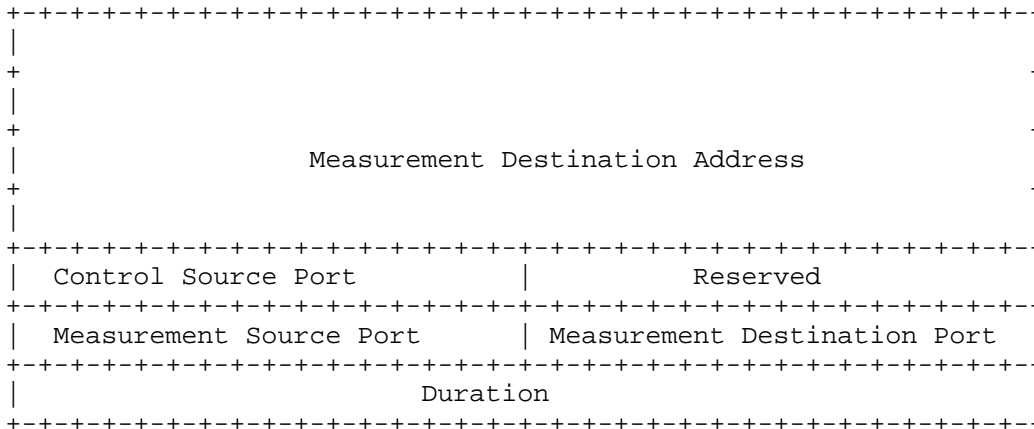 +-+-+-+-+-+-+-+-+-+-+-+-+-+-+-+-+-+-+-+-+-+-+-+-+-+-+-+-+-+-+-+-
|
+                                                               -
|
+                                                               -
|                  Measurement Destination Address
+                                                               -
|
+-+-+-+-+-+-+-+-+-+-+-+-+-+-+-+-+-+-+-+-+-+-+-+-+-+-+-+-+-+-+-+-
|  Control Source Port          |          Reserved
+-+-+-+-+-+-+-+-+-+-+-+-+-+-+-+-+-+-+-+-+-+-+-+-+-+-+-+-+-+-+-+-
|  Measurement Source Port      | Measurement Destination Port
+-+-+-+-+-+-+-+-+-+-+-+-+-+-+-+-+-+-+-+-+-+-+-+-+-+-+-+-+-+-+-+-
|                         Duration
+-+-+-+-+-+-+-+-+-+-+-+-+-+-+-+-+-+-+-+-+-+-+-+-+-+-+-+-+-+-+-+-